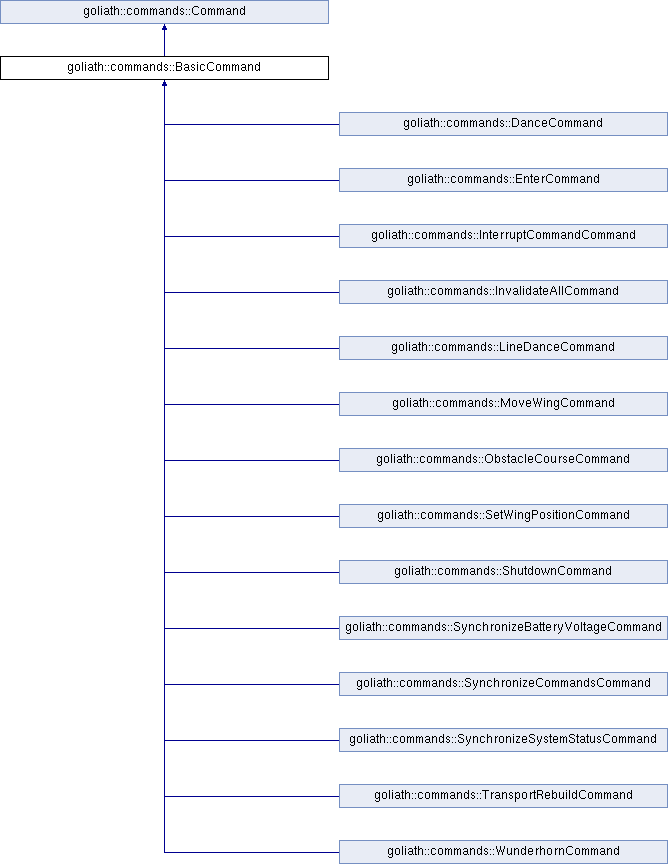 goliath::commands::Command
goliath::commands::BasicCommand
goliath::commands::DanceCommand
goliath::commands::EnterCommand
goliath::commands::InterruptCommandCommand
goliath::commands::InvalidateAllCommand
goliath::commands::LineDanceCommand
goliath::commands::MoveWingCommand
goliath::commands::ObstacleCourseCommand
goliath::commands::SetWingPositionCommand
goliath::commands::ShutdownCommand
goliath::commands::SynchronizeBatteryVoltageCommand
goliath::commands::SynchronizeCommandsCommand
goliath::commands::SynchronizeSystemStatusCommand
goliath::commands::TransportRebuildCommand
goliath::commands::WunderhornCommand